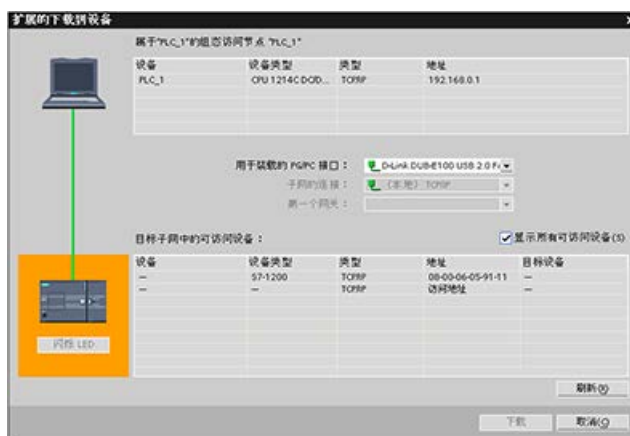 扩展的下载到设备
属于"PLC_1"的组态访问节点 "PLC_1"
设备 设备类型 类型 地址
PLC_1 CPU 1214C DC/D... TCP/IP 192.168.0.1
用于装载的 PG/PC 接口：
D-Link DUB-E100 USB 2.0 Fa
子网的连接：
(本地) TCP/IP
第一个网关：
目标子网中的可访问设备：
显示所有可访问设备(S)
设备 设备类型 类型 地址 目标设备
— S7-1200 TCP/IP 08-00-06-05-91-11 —
— — TCP/IP 访问地址 —
闪烁 LED
刷新(R)
下载
取消(C)